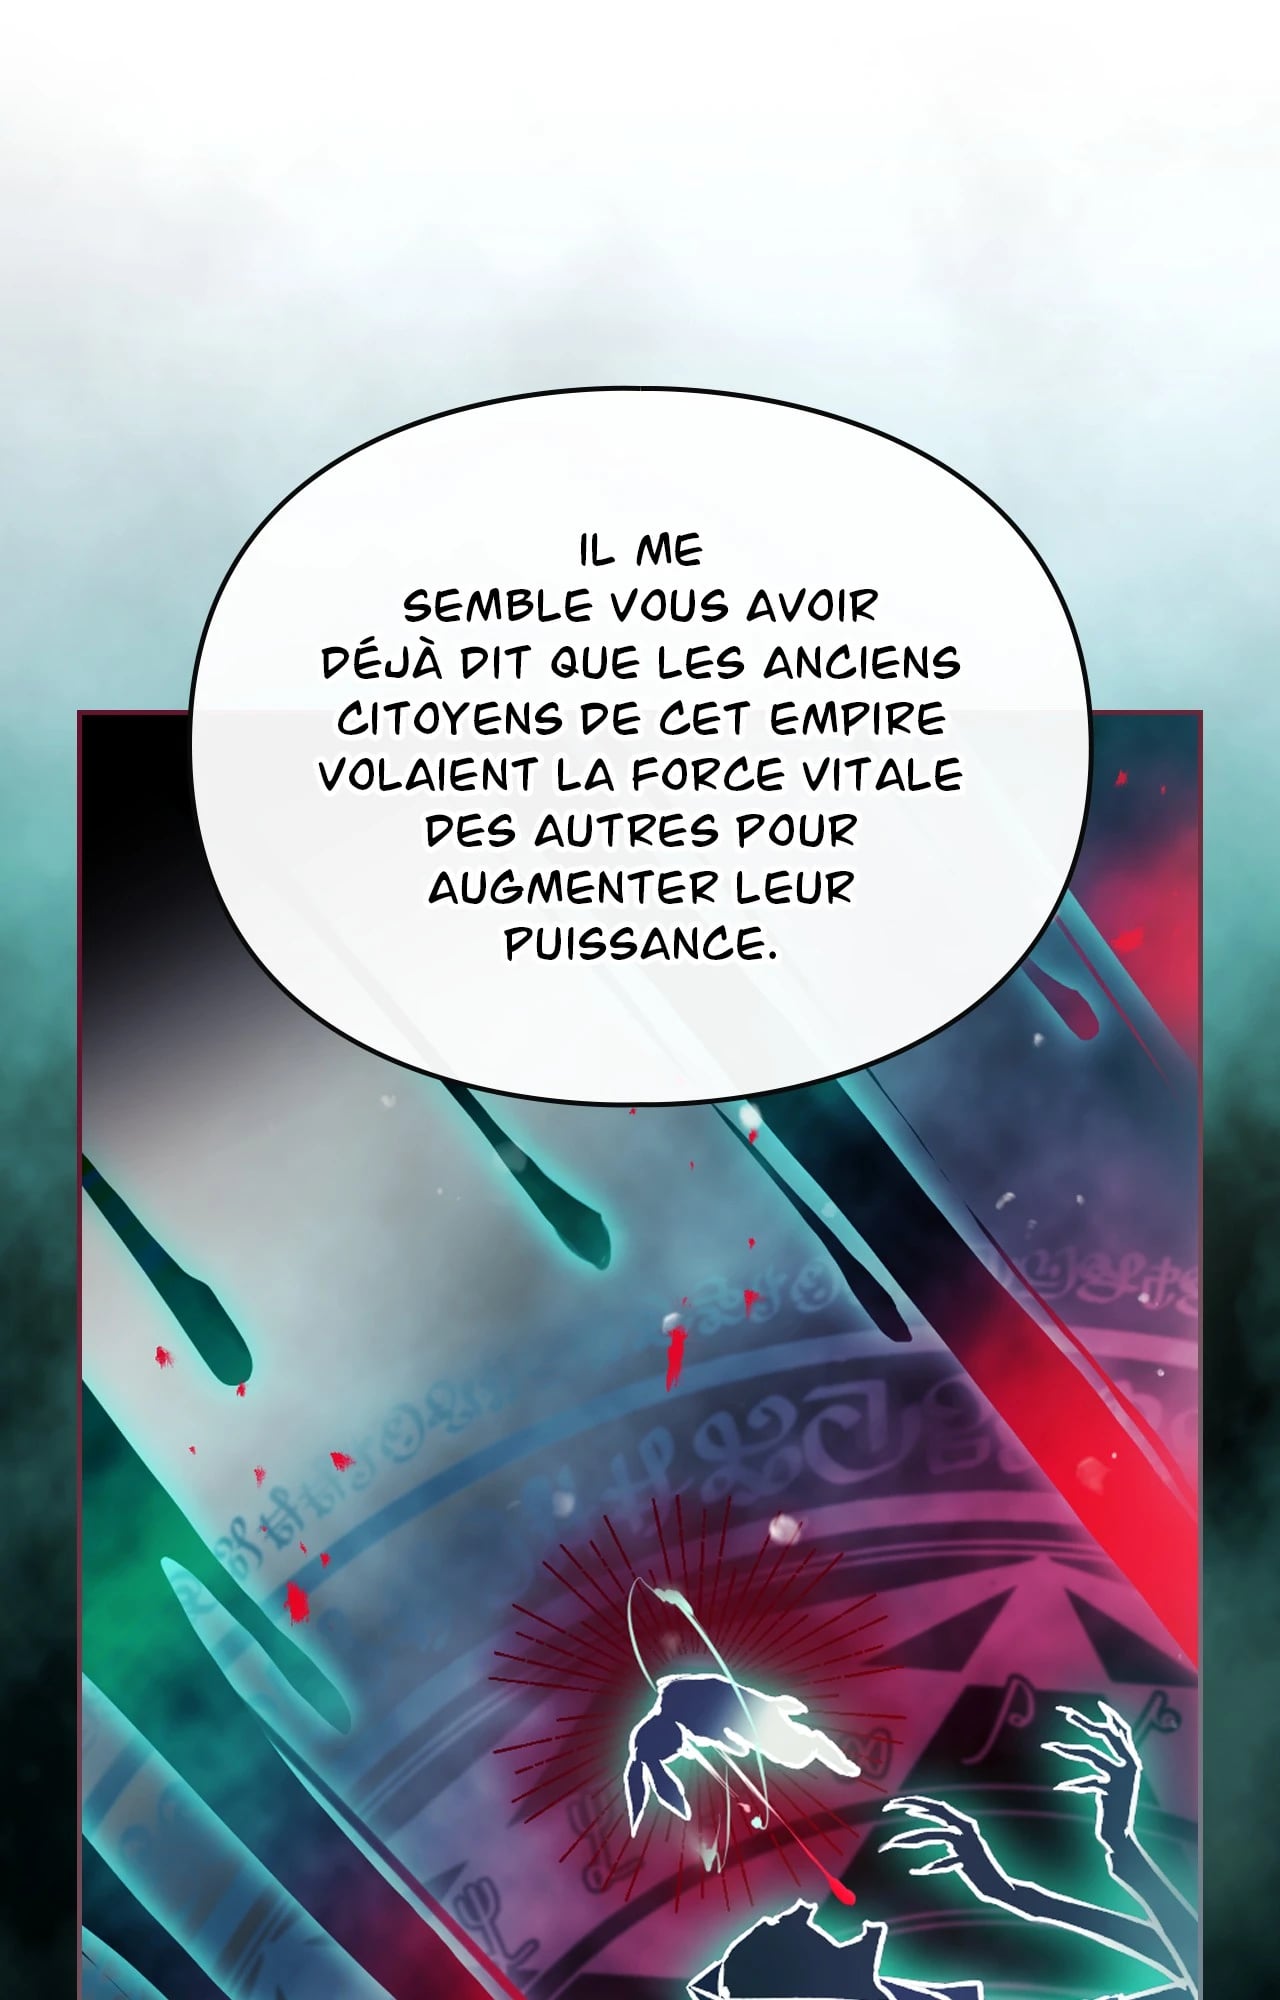 IL ME
SEMBLE VOUS AVOIR
DÉJÀ DIT QUE LES ANCIENS
CITOYENS DE CET EMPIRE
VOLAIENT LA FORCE VITALE
DES AUTRES POUR
AUGMENTER LEUR
PUISSANCE.